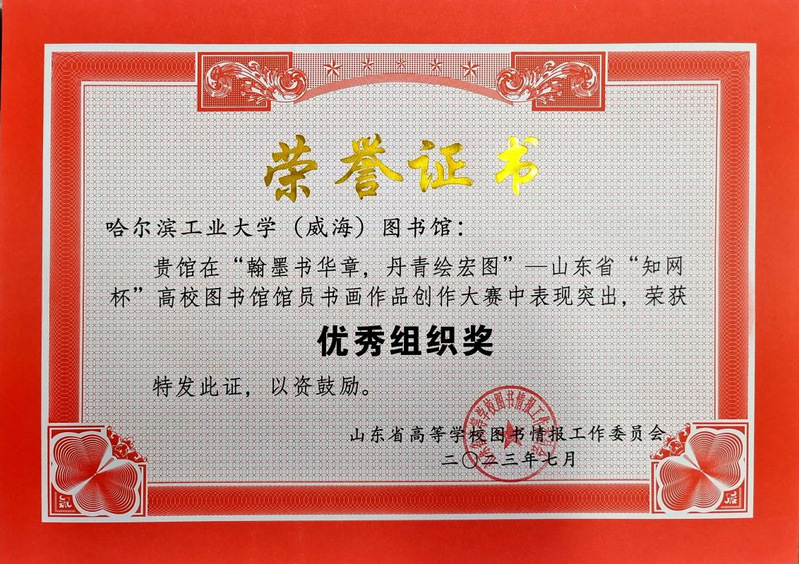 荣誉证书
哈尔滨工业大学（威海）图书馆：
贵馆在“翰墨书华章，丹青绘宏图”—山东省“知网
杯”高校图书馆馆员书画作品创作大赛中表现突出，荣获
优秀组织奖
特发此证，以资鼓励。
山东省高等学校图书情报工作委员会
二〇二三年七月